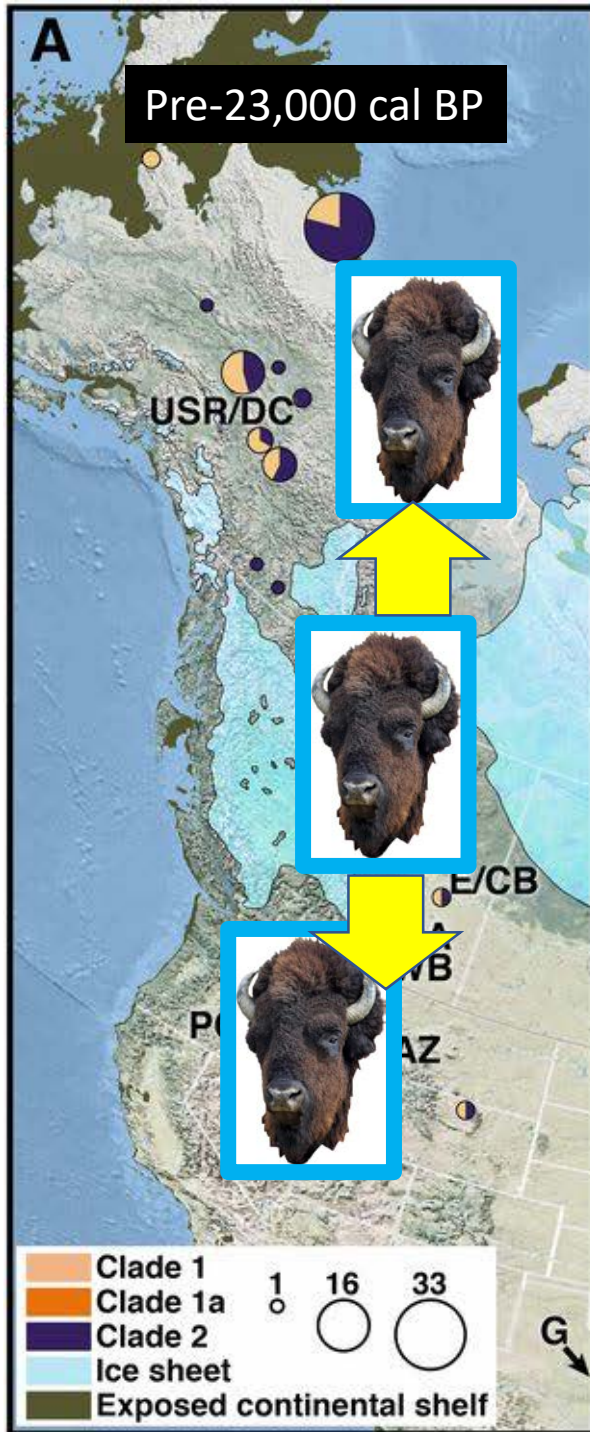 A
Pre-23,000 cal BP
USR/DC
E/CB
A
WB
AZ
Clade 1
Clade 1a
Clade 2
Ice sheet
Exposed continental shelf
1 16 33
G